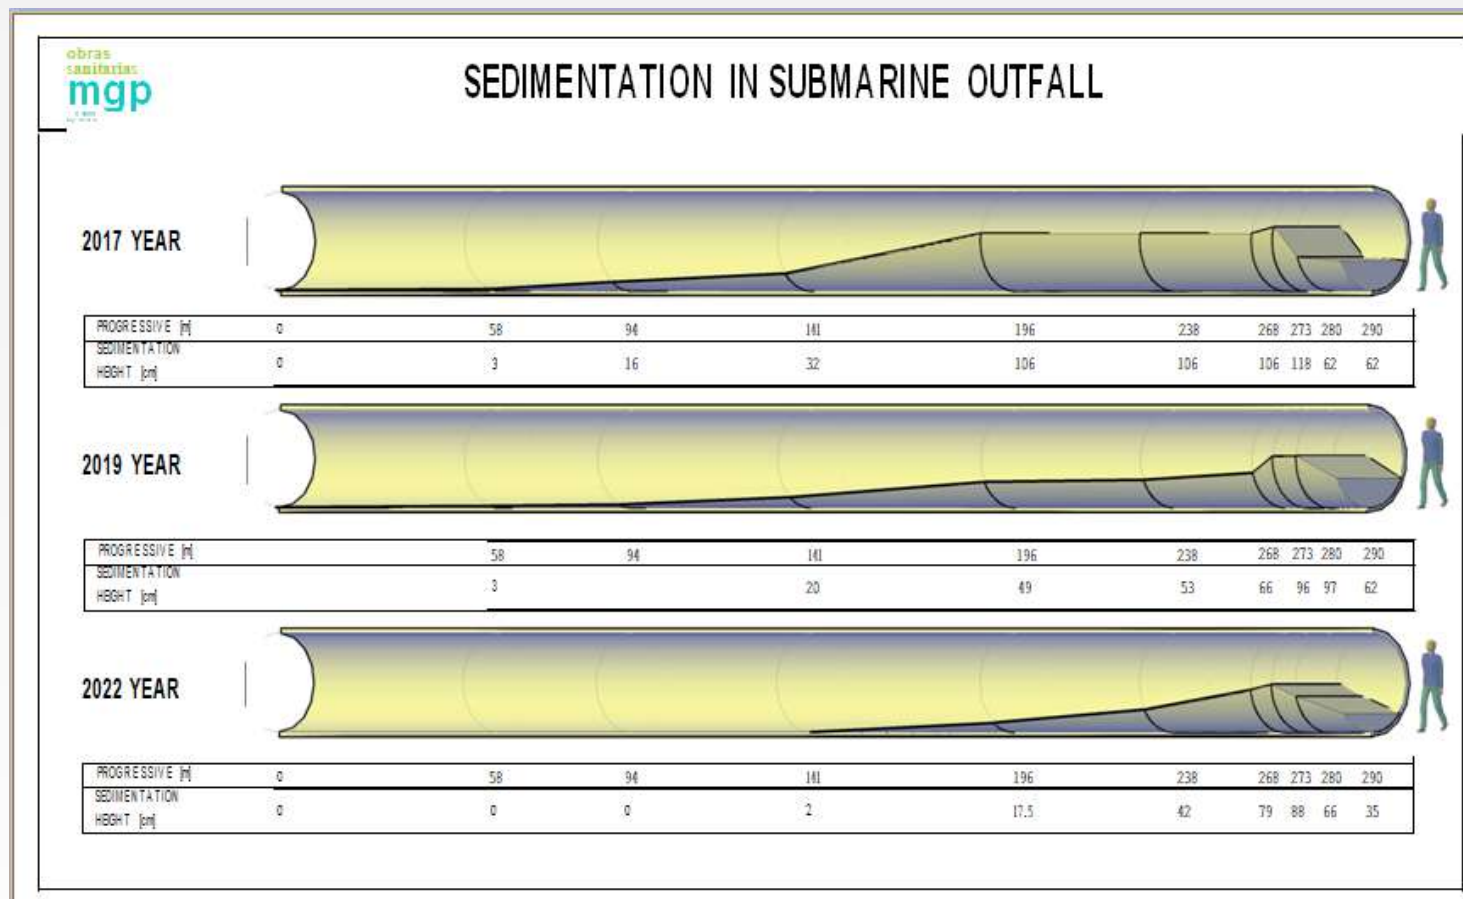 obras
sanitarias
mgp
SEDIMENTATION IN SUBMARINE OUTFALL
2017 YEAR
PROGRESSIVE [m] 0 58 94 141 196 238 268 273 280 290
SEDIMENTATION
HEIGHT [cm] 0 3 16 32 106 106 106 118 62 62
2019 YEAR
PROGRESSIVE [m] 58 94 141 196 238 268 273 280 290
SEDIMENTATION
HEIGHT [cm] 3 20 49 53 66 96 97 62
2022 YEAR
PROGRESSIVE [m] 0 58 94 141 196 238 268 273 280 290
SEDIMENTATION
HEIGHT [cm] 0 0 0 2 17.5 42 79 88 66 35